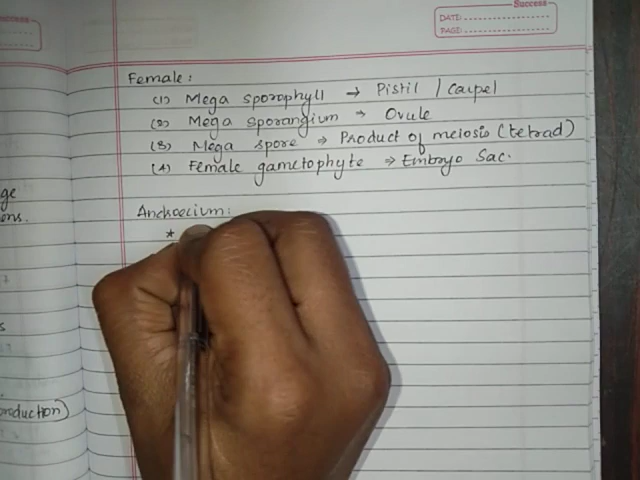 Success
DATE:
PAGE:
Female:
(1) Mega sporophyll → Pistil / Carpel
(2) Mega sporangium → Ovule
(3) Mega spore → Product of meiosis (tetrad)
(4) Female gametophyte → Embryo Sac.
ge
ons.
Androecium:
*
s
roduction)